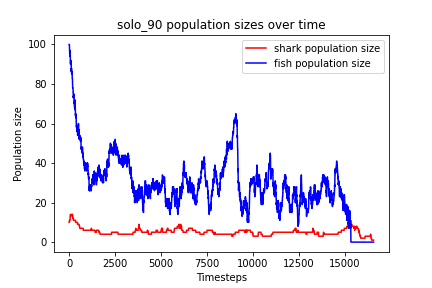 solo_90 population sizes over time
shark population size
fish population size
Population size
100
80
60
40
20
0
0
2500
5000
7500
10000
12500
15000
Timesteps